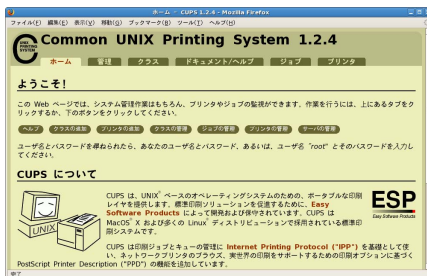 ホーム - CUPS 1.2.4 - Mozilla Firefox
ファイル(F) 編集(E) 表示(V) 移動(G) ブックマーク(B) ツール(T) ヘルプ(H)
UNIX PRINTING SYSTEM
Common UNIX Printing System 1.2.4
ホーム 管理 クラス ドキュメント/ヘルプ ジョブ プリンタ
ようこそ!
この Web ページでは、システム管理作業はもちろん、プリンタやジョブの監視ができます。作業を行うには、上にあるタブをク
リックするか、下のボタンをクリックしてください。
ヘルプ クラスの追加 プリンタの追加 クラスの管理 ジョブの管理 プリンタの管理 サーバの管理
ユーザ名とパスワードを尋ねられたら、あなたのユーザ名とパスワード、あるいは、ユーザ名 "root" とそのパスワードを入力し
てください。
CUPS について
UNIX
CUPS は、UNIX® ベースのオペレーティングシステムのための、ポータブルな印刷
レイヤを提供します。標準印刷ソリューションを促進するために、Easy
Software Products によって開発および保守されています。CUPS は
MacOS® X および多くの Linux® ディストリビューションで採用されている標準印
刷システムです。
ESP
Easy Software Products
CUPS は印刷ジョブとキューの管理に Internet Printing Protocol ("IPP") を基礎として使
い、ネットワークプリンタのブラウズ、実世界の印刷をサポートするための印刷オプションに基づく
PostScript Printer Description ("PPD") の機能を追加しています。
完了